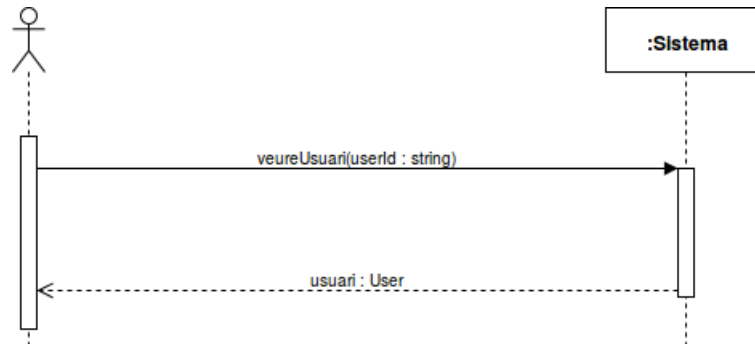 :Sistema
veureUsuari(userId : string)
usuari : User